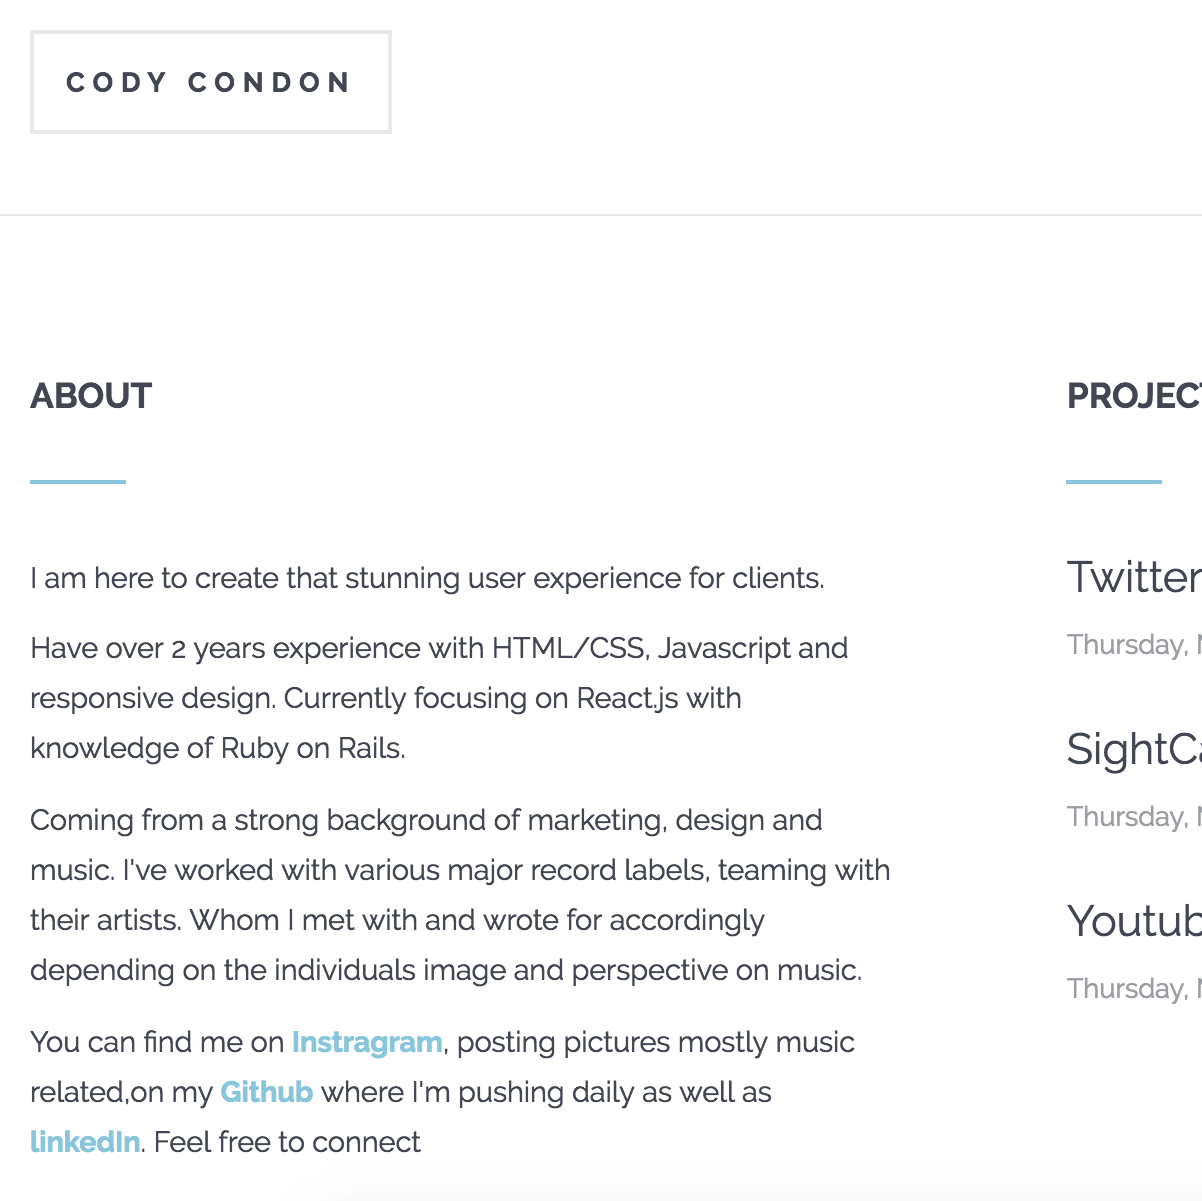 CODY CONDON
ABOUT
I am here to create that stunning user experience for clients.
Have over 2 years experience with HTML/CSS, Javascript and
responsive design. Currently focusing on React.js with
knowledge of Ruby on Rails.
Coming from a strong background of marketing, design and
music. I've worked with various major record labels, teaming with
their artists. Whom I met with and wrote for accordingly
depending on the individuals image and perspective on music.
You can find me on Instragram, posting pictures mostly music
related,on my Github where I'm pushing daily as well as
linkedIn. Feel free to connect
PROJECT
Twitter
Thursday,
SightCa
Thursday,
Youtub
Thursday,